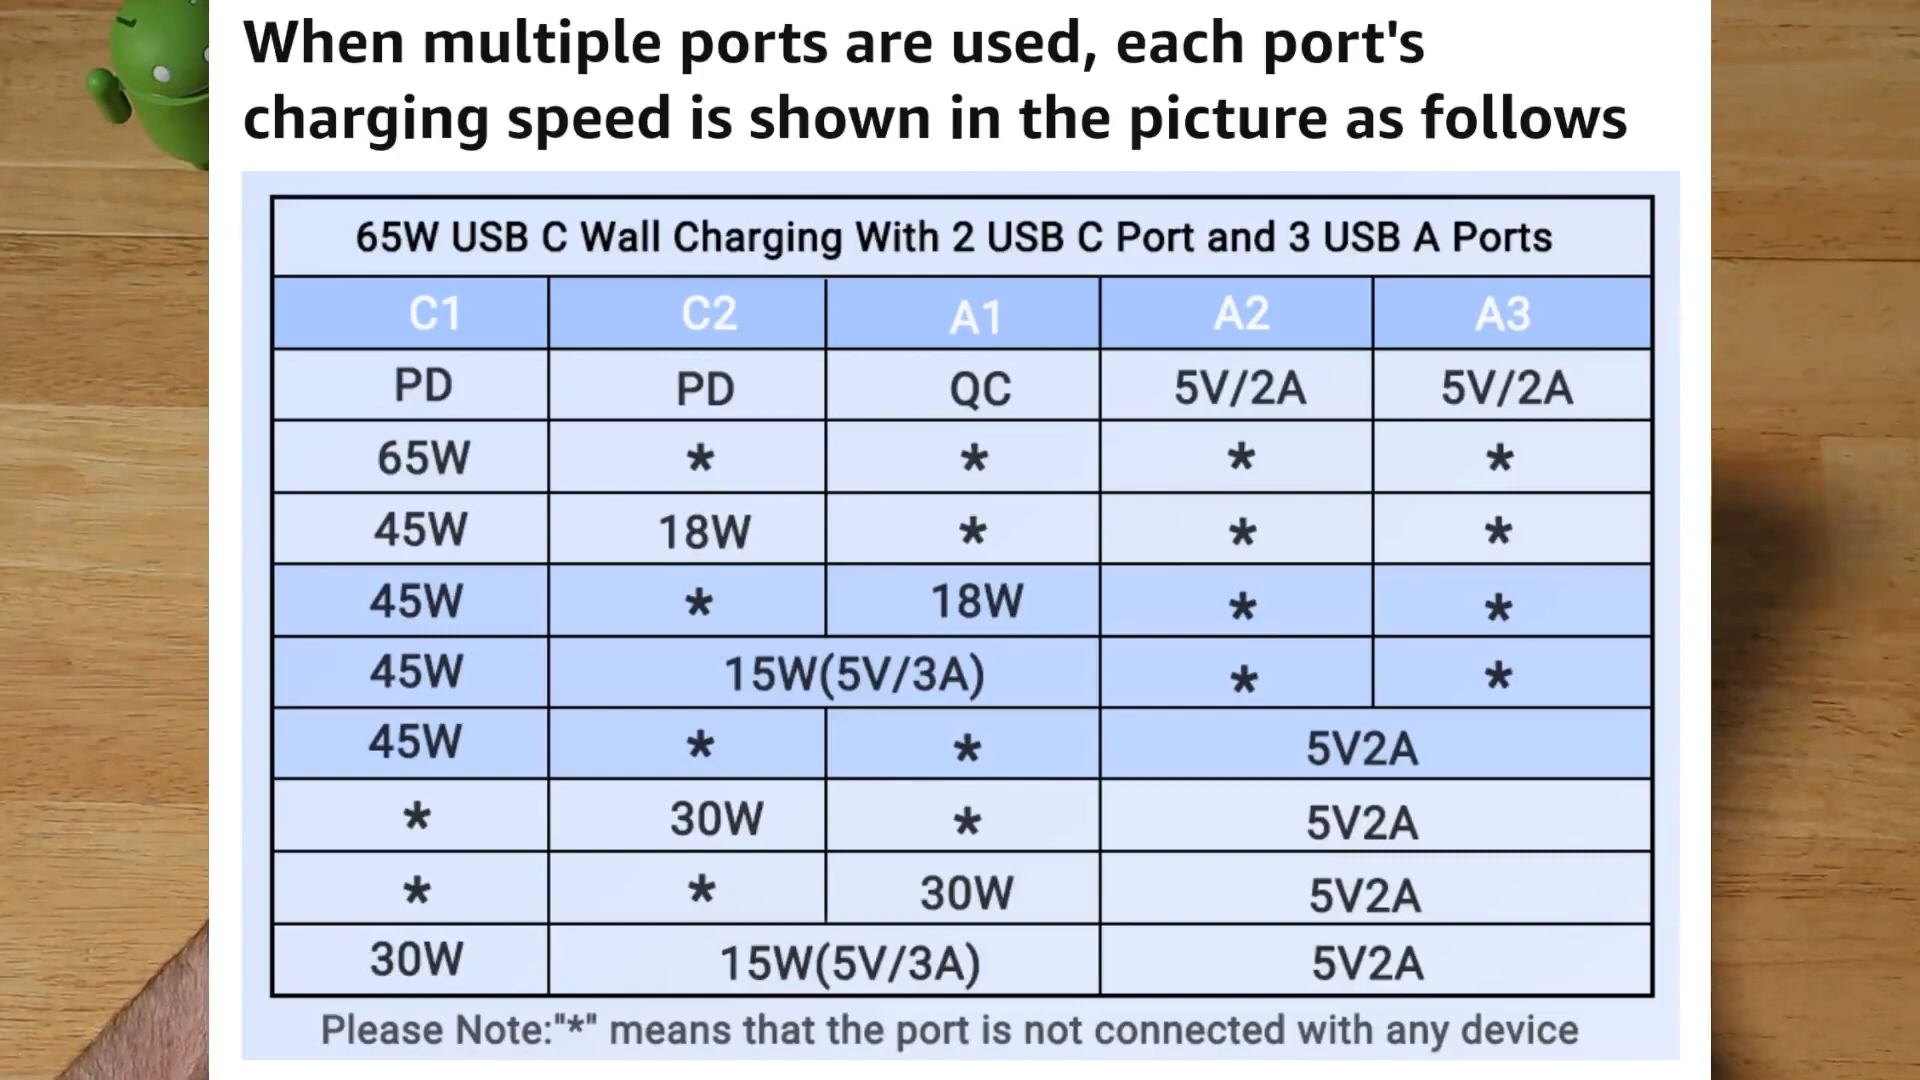 When multiple ports are used, each port's
charging speed is shown in the picture as follows
65W USB C Wall Charging With 2 USB C Port and 3 USB A Ports
C1 C2 A1 A2 A3
PD PD QC 5V/2A 5V/2A
65W * * * *
45W 18W * * *
45W * 18W * *
45W 15W(5V/3A) * *
45W * * 5V2A
* 30W * 5V2A
* * 30W 5V2A
30W 15W(5V/3A) 5V2A
Please Note:"*" means that the port is not connected with any device